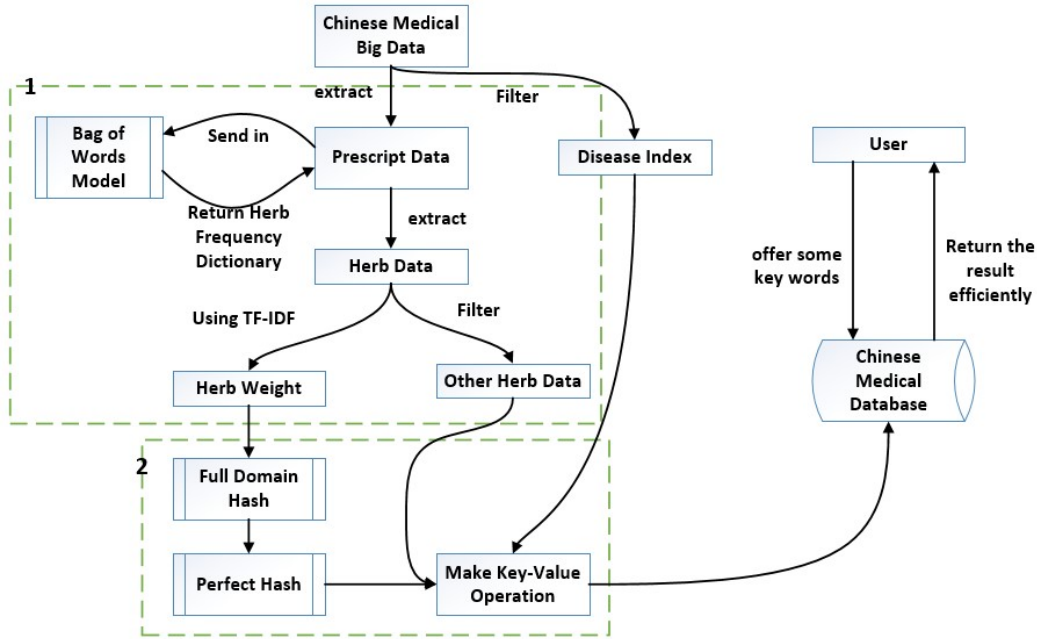 Chinese Medical
Big Data
1
extract
Filter
Bag of
Words
Model
Send in
Prescript Data
Disease Index
User
Return Herb
Frequency
Dictionary
extract
Herb Data
offer some
key words
Return the
result
efficiently
Using TF-IDF
Filter
Herb Weight
Other Herb Data
Chinese
Medical
Database
2
Full Domain
Hash
Perfect Hash
Make Key-Value
Operation